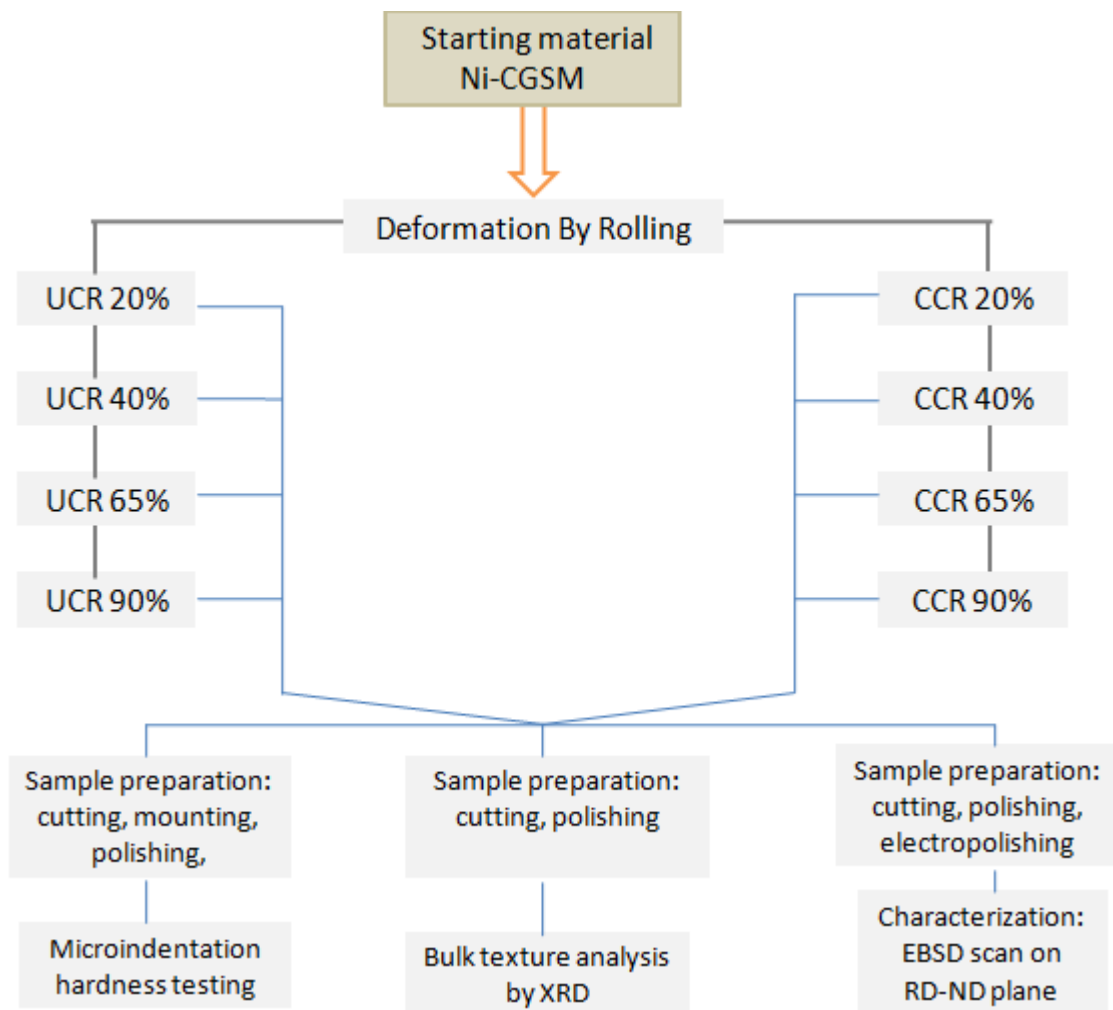 Starting material
Ni-CGSM
Deformation By Rolling
UCR 20%
UCR 40%
UCR 65%
UCR 90%
CCR 20%
CCR 40%
CCR 65%
CCR 90%
Sample preparation:
cutting, mounting,
polishing,
Microindentation
hardness testing
Sample preparation:
cutting, polishing
Bulk texture analysis
by XRD
Sample preparation:
cutting, polishing,
electropolishing
Characterization:
EBSD scan on
RD-ND plane